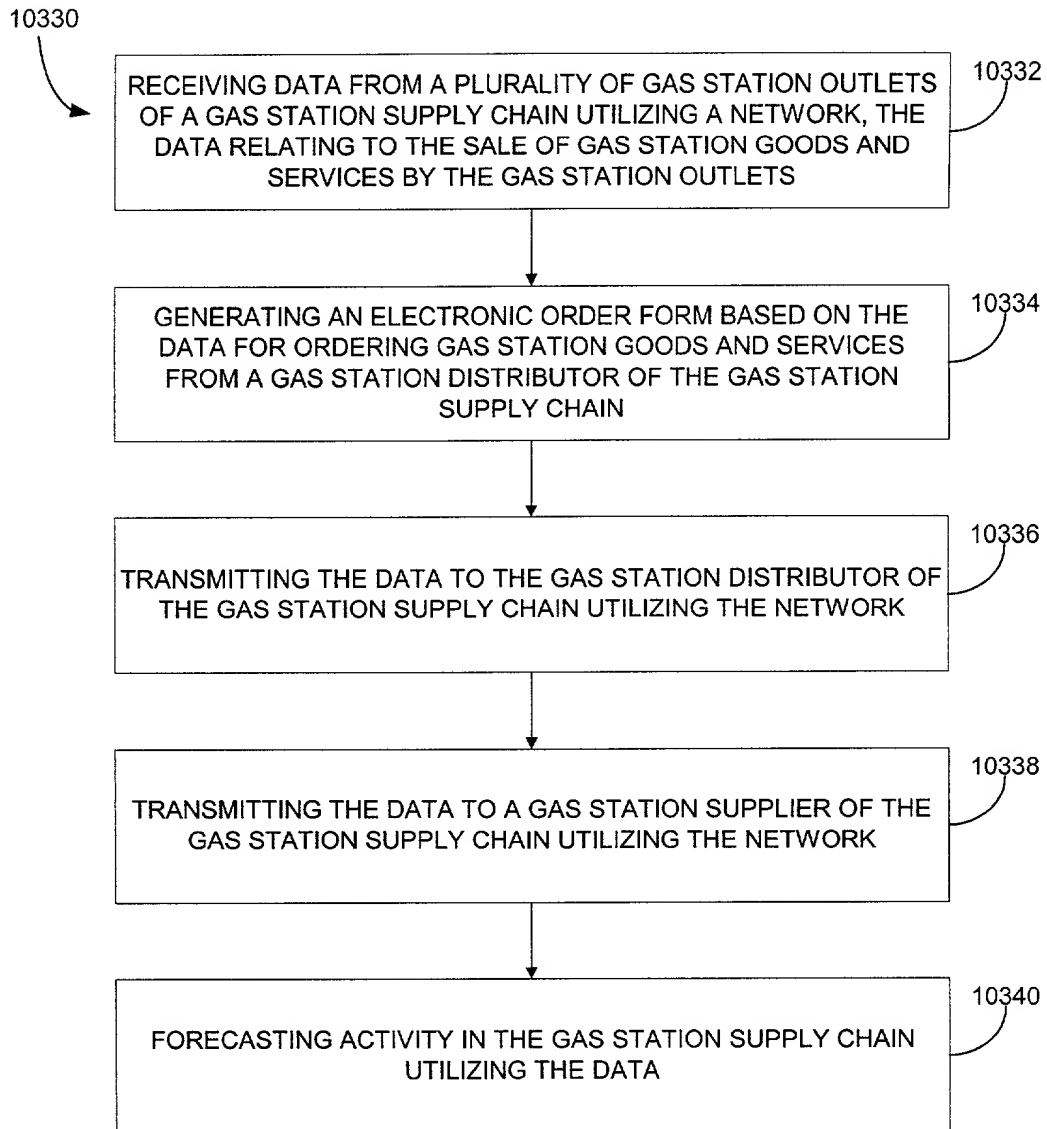 10330
RECEIVING DATA FROM A PLURALITY OF GAS STATION OUTLETS
OF A GAS STATION SUPPLY CHAIN UTILIZING A NETWORK, THE
DATA RELATING TO THE SALE OF GAS STATION GOODS AND
SERVICES BY THE GAS STATION OUTLETS
10332
GENERATING AN ELECTRONIC ORDER FORM BASED ON THE
DATA FOR ORDERING GAS STATION GOODS AND SERVICES
FROM A GAS STATION DISTRIBUTOR OF THE GAS STATION
SUPPLY CHAIN
10334
TRANSMITTING THE DATA TO THE GAS STATION DISTRIBUTOR OF
THE GAS STATION SUPPLY CHAIN UTILIZING THE NETWORK
10336
TRANSMITTING THE DATA TO A GAS STATION SUPPLIER OF THE
GAS STATION SUPPLY CHAIN UTILIZING THE NETWORK
10338
FORECASTING ACTIVITY IN THE GAS STATION SUPPLY CHAIN
UTILIZING THE DATA
10340